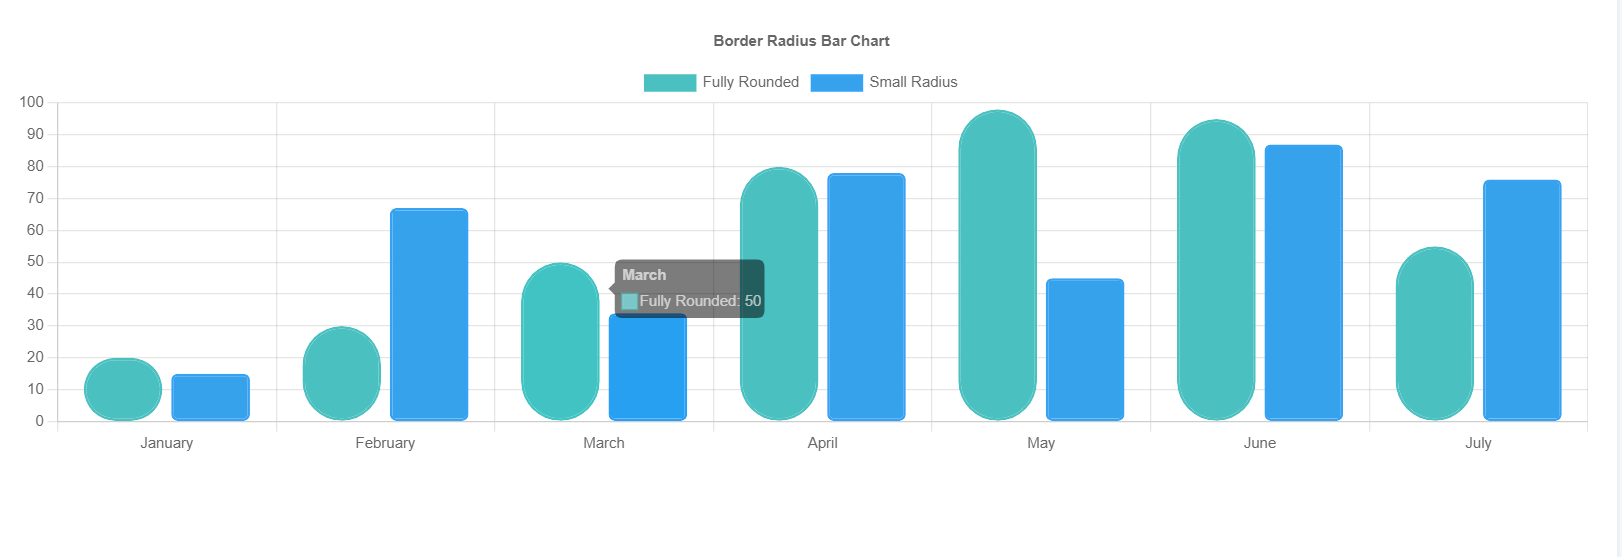 Border Radius Bar Chart
Fully Rounded Small Radius
100
90
80
70
60
50
40
30
20
10
0
March
Fully Rounded: 50
January February March April May June July